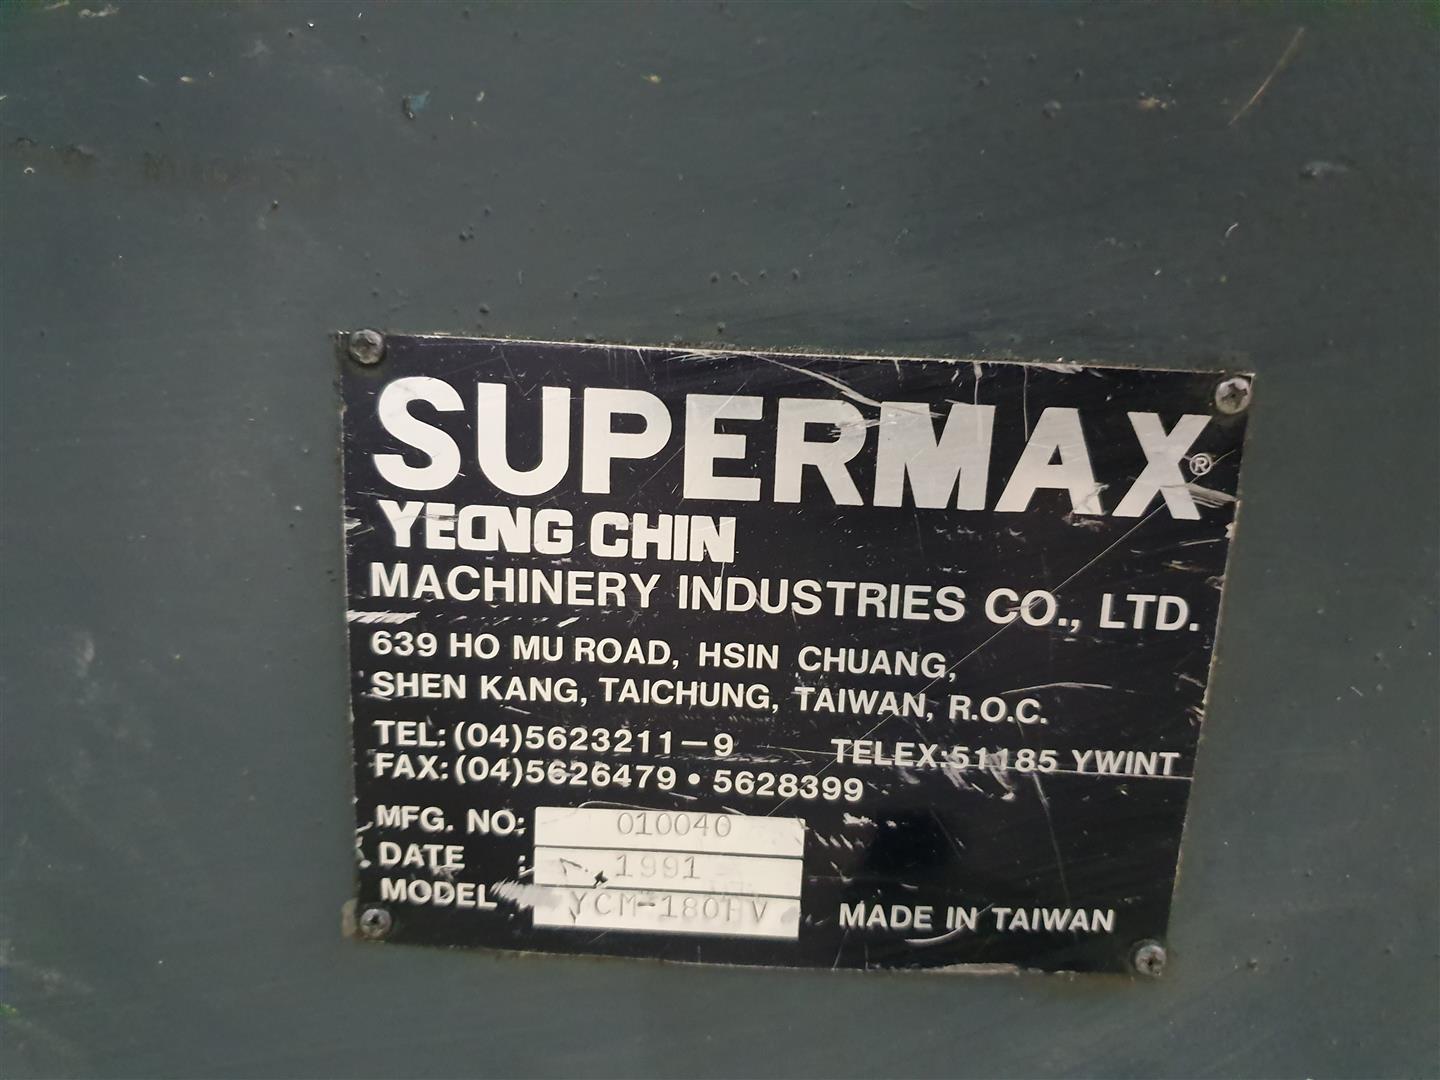 SUPERMAX®
YEONG CHIN
MACHINERY INDUSTRIES CO., LTD.
639 HO MU ROAD, HSIN CHUANG,
SHEN KANG, TAICHUNG, TAIWAN, R.O.C.
TEL: (04)5623211-9 TELEX: 51185 YWINT
FAX: (04)5626479 • 5628399
MFG. NO: 010040
DATE : 1991
MODEL
MADE IN TAIWAN